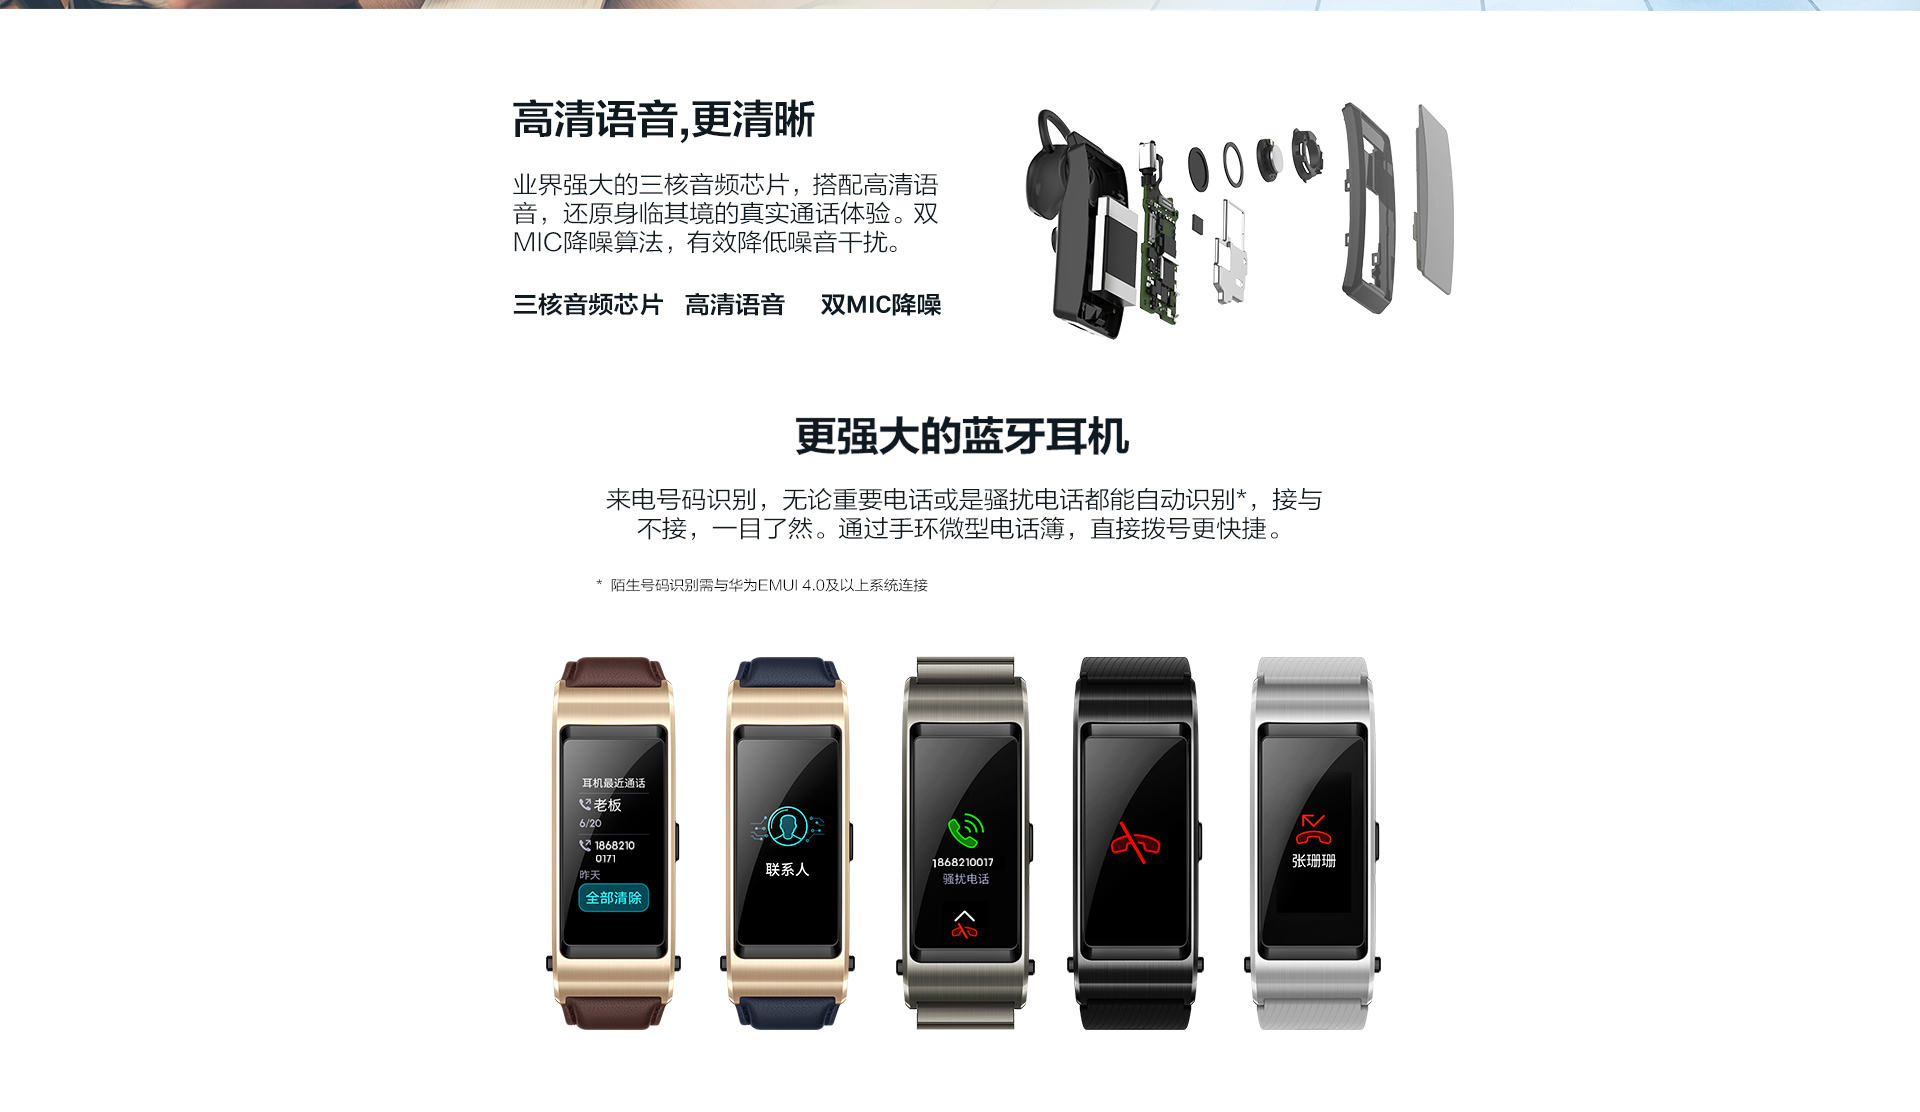 高清语音,更清晰
业界强大的三核音频芯片，搭配高清语
音，还原身临其境的真实通话体验。双
MIC降噪算法，有效降低噪音干扰。
三核音频芯片 高清语音 双MIC降噪
更强大的蓝牙耳机
来电号码识别，无论重要电话或是骚扰电话都能自动识别*，接与
不接，一目了然。通过手环微型电话簿，直接拨号更快捷。
* 陌生号码识别需与华为EMUI 4.0及以上系统连接
耳机最近通话
老板
6/20
1868210
0171
昨天
全部清除
联系人
1868210017
骚扰电话
张珊珊